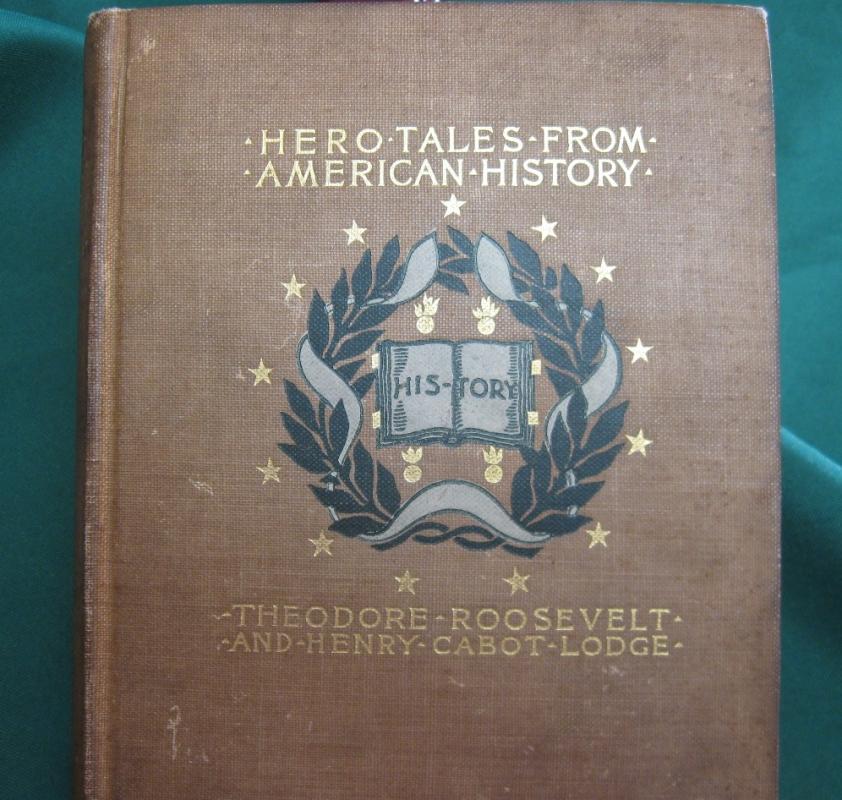 ·HERO·TALES·FROM·
·AMERICAN·HISTORY·
HIS-TORY
·THEODORE·ROOSEVELT·
·AND·HENRY·CABOT·LODGE·